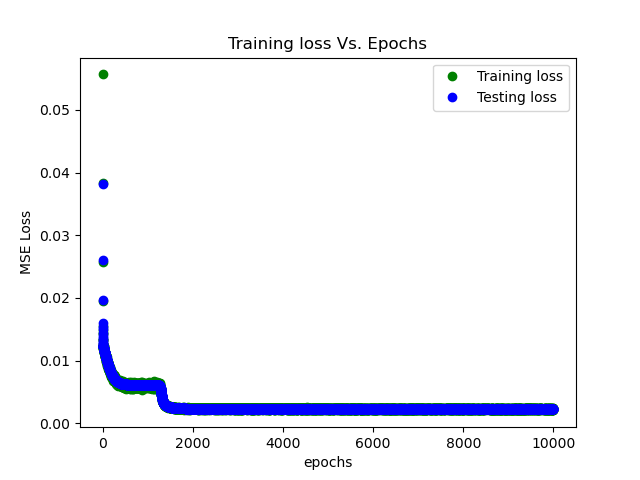 Training loss Vs. Epochs
Training loss
Testing loss
MSE Loss
0.05
0.04
0.03
0.02
0.01
0.00
0 2000 4000 6000 8000 10000
epochs